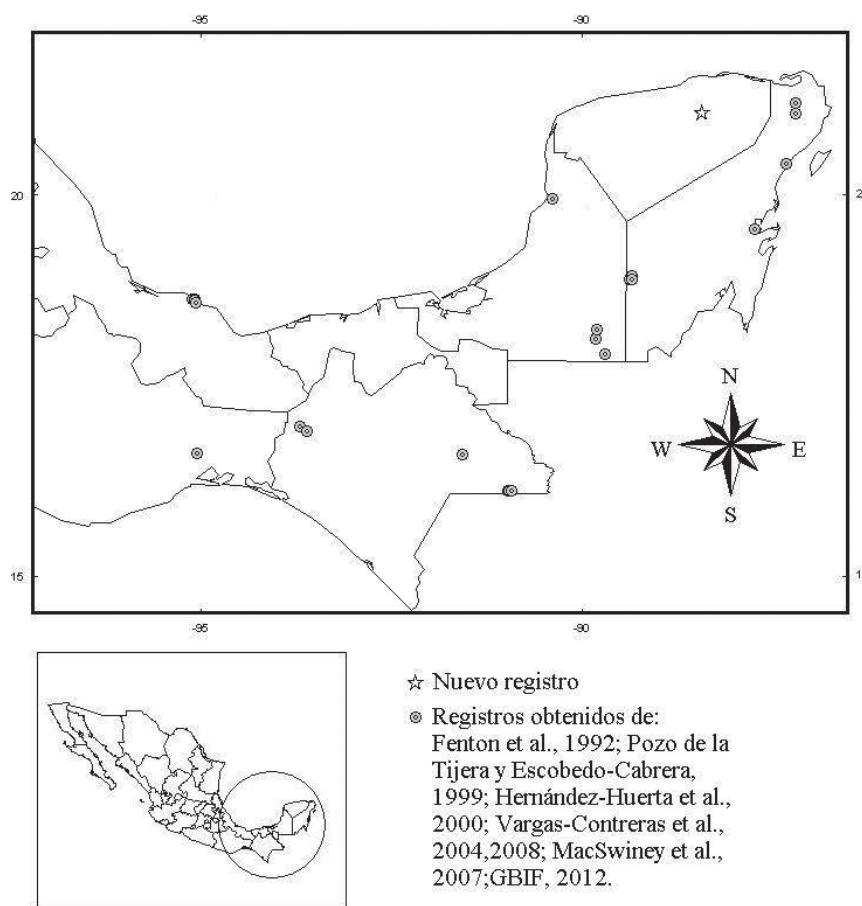 -95
-90
20
2
N
W
E
S
15
1
-95
-90
Nuevo registro
Registros obtenidos de:
Fenton et al., 1992; Pozo de la
Tijera y Escobedo-Cabrera,
1999; Hernández-Huerta et al.,
2000; Vargas-Contreras et al.,
2004,2008; MacSwiney et al.,
2007;GBIF, 2012.